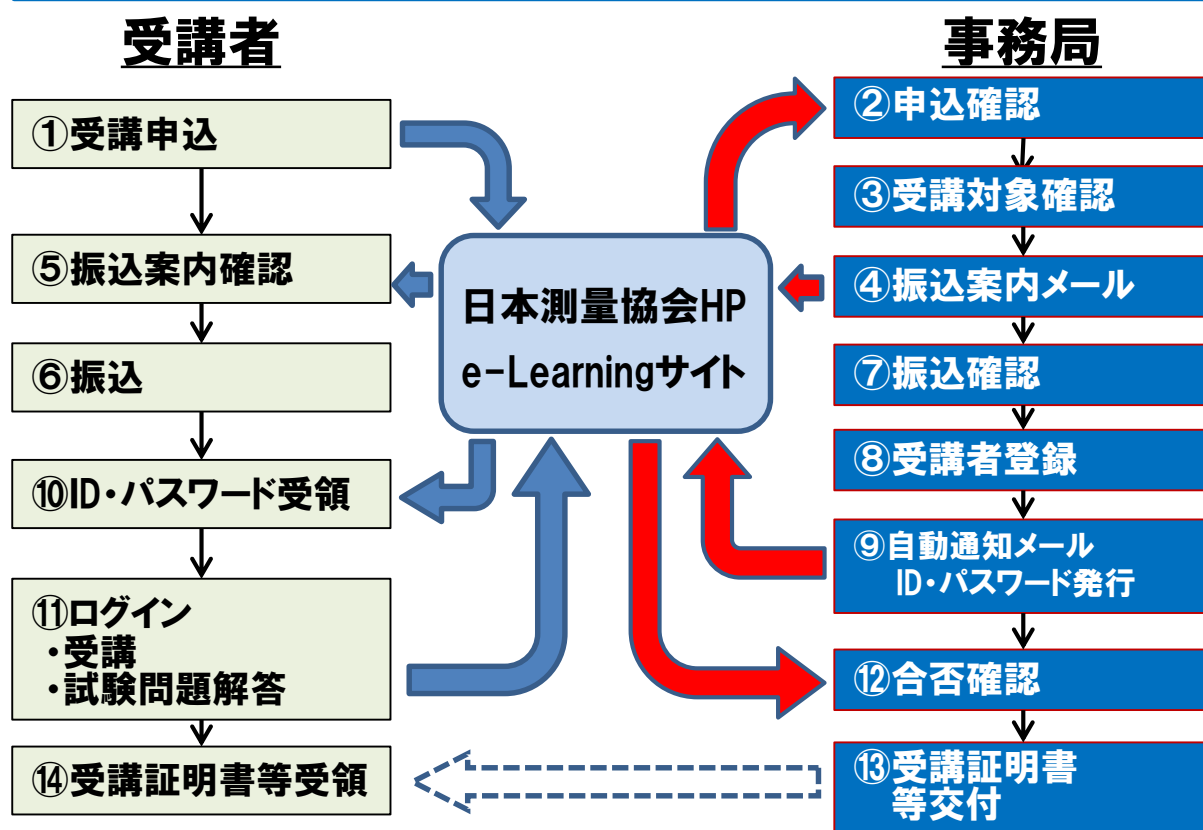 受講者
①受講申込
⑤振込案内確認
⑥振込
⑩ID・パスワード受領
⑪ログイン
・受講
・試験問題解答
⑭受講証明書等受領
日本測量協会HP
e-Learningサイト
事務局
②申込確認
③受講対象確認
④振込案内メール
⑦振込確認
⑧受講者登録
⑨自動通知メール
ID・パスワード発行
⑫合否確認
⑬受講証明書
等交付